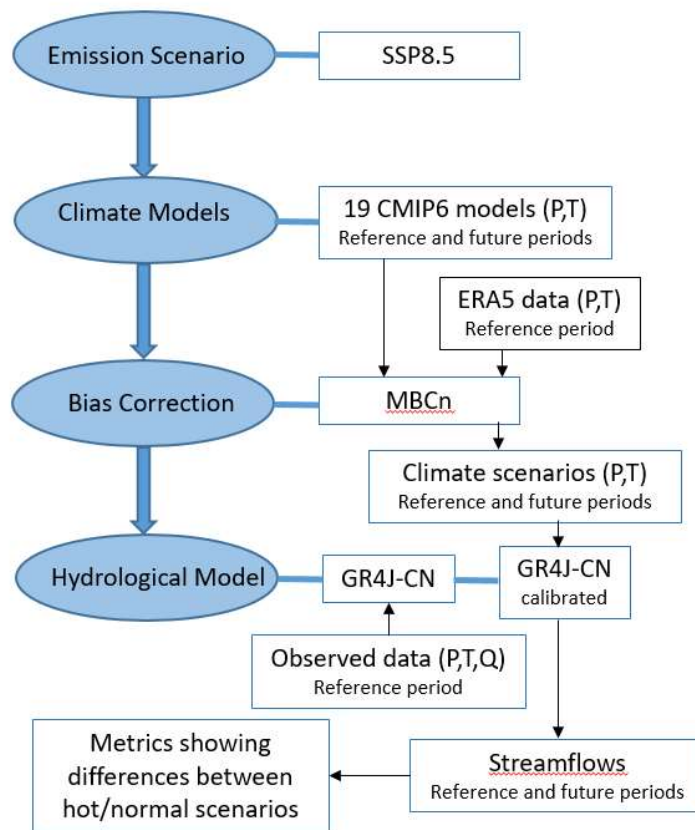 Emission Scenario
SSP8.5
Climate Models
19 CMIP6 models (P,T)
Reference and future periods
ERA5 data (P,T)
Reference period
Bias Correction
MBCn
Climate scenarios (P,T)
Reference and future periods
Hydrological Model
GR4J-CN
GR4J-CN
calibrated
Observed data (P,T,Q)
Reference period
Metrics showing
differences between
hot/normal scenarios
Streamflows
Reference and future periods